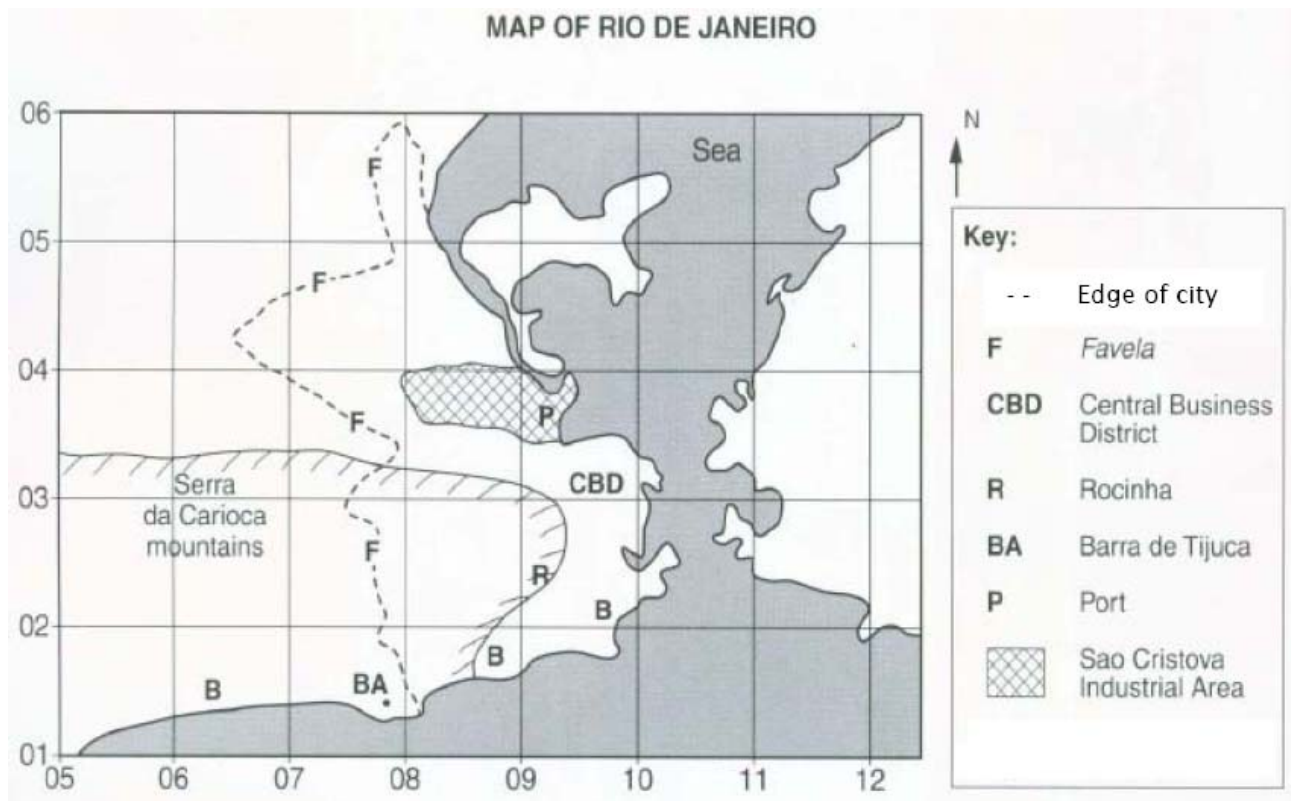 MAP OF RIO DE JANEIRO
06
Sea
N
F
05
F
04
F
P
CBD
03
Serra
da Carioca
mountains
F
R
B
02
B
B
BA
01
05 06 07 08 09 10 11 12
Key:
- - Edge of city
F Favela
CBD Central Business
District
R Rocinha
BA Barra de Tijuca
P Port
Sao Cristova
Industrial Area